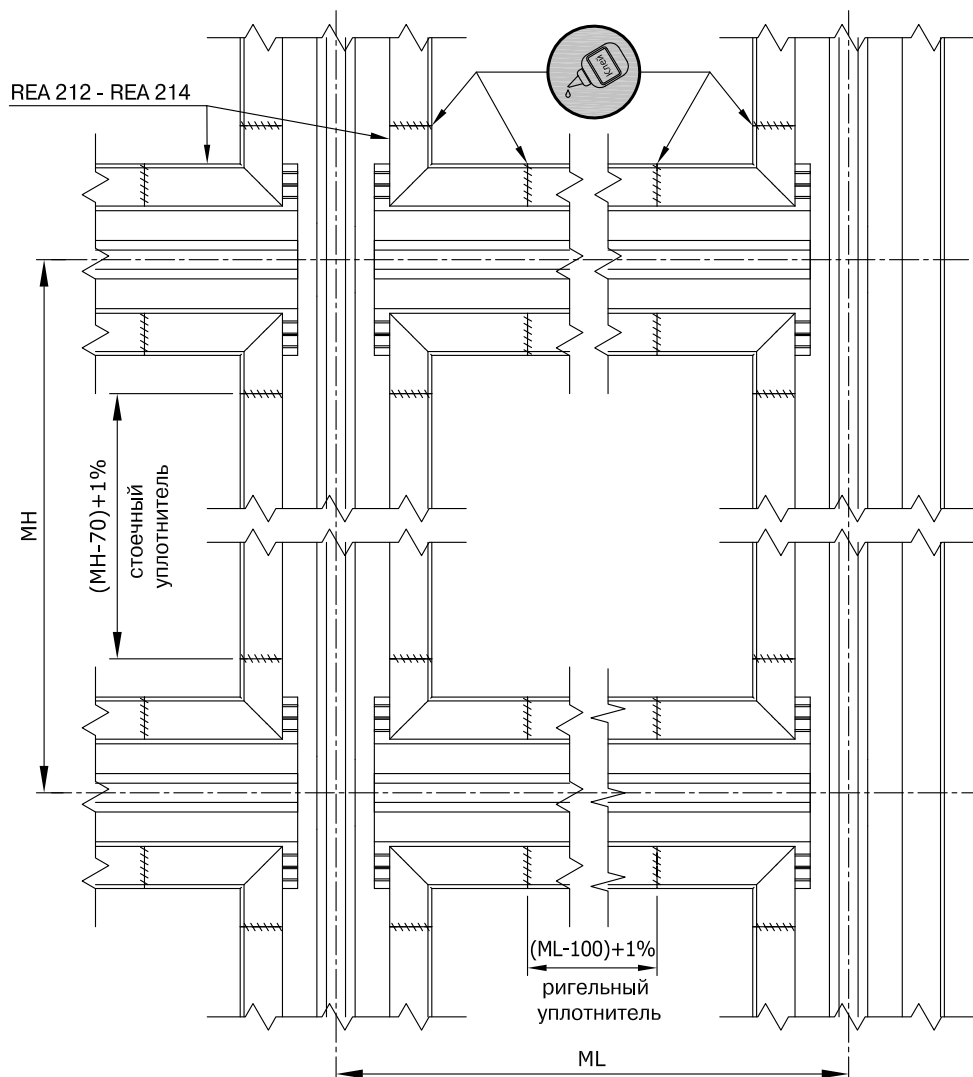 Клей
REA 212 - REA 214
MH
(MH-70)+1%
стоечный
уплотнитель
(ML-100)+1%
ригельный
уплотнитель
ML